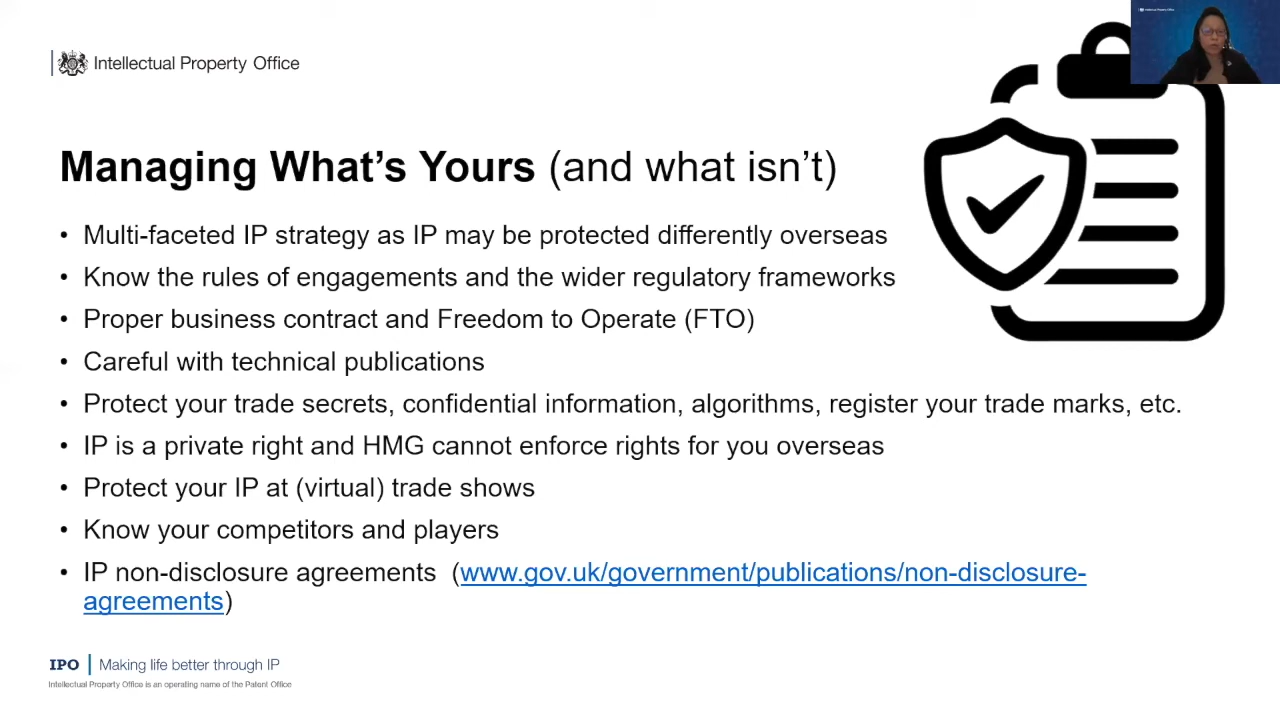 Intellectual Property Office
Managing What's Yours (and what isn't)
• Multi-faceted IP strategy as IP may be protected differently overseas
• Know the rules of engagements and the wider regulatory frameworks
• Proper business contract and Freedom to Operate (FTO)
• Careful with technical publications
• Protect your trade secrets, confidential information, algorithms, register your trade marks, etc.
• IP is a private right and HMG cannot enforce rights for you overseas
• Protect your IP at (virtual) trade shows
• Know your competitors and players
• IP non-disclosure agreements (www.gov.uk/government/publications/non-disclosure-
agreements)
IPO | Making life better through IP
Intellectual Property Office is an operating name of the Patent Office